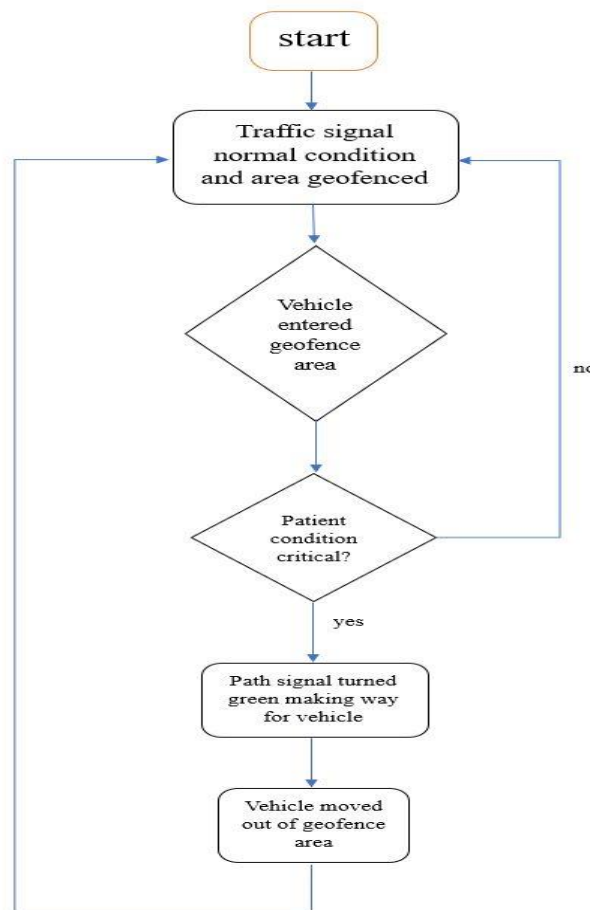 start
Traffic signal
normal condition
and area geofenced
Vehicle
entered
geofence
area
no
Patient
condition
critical?
yes
Path signal turned
green making way
for vehicle
Vehicle moved
out of geofence
area